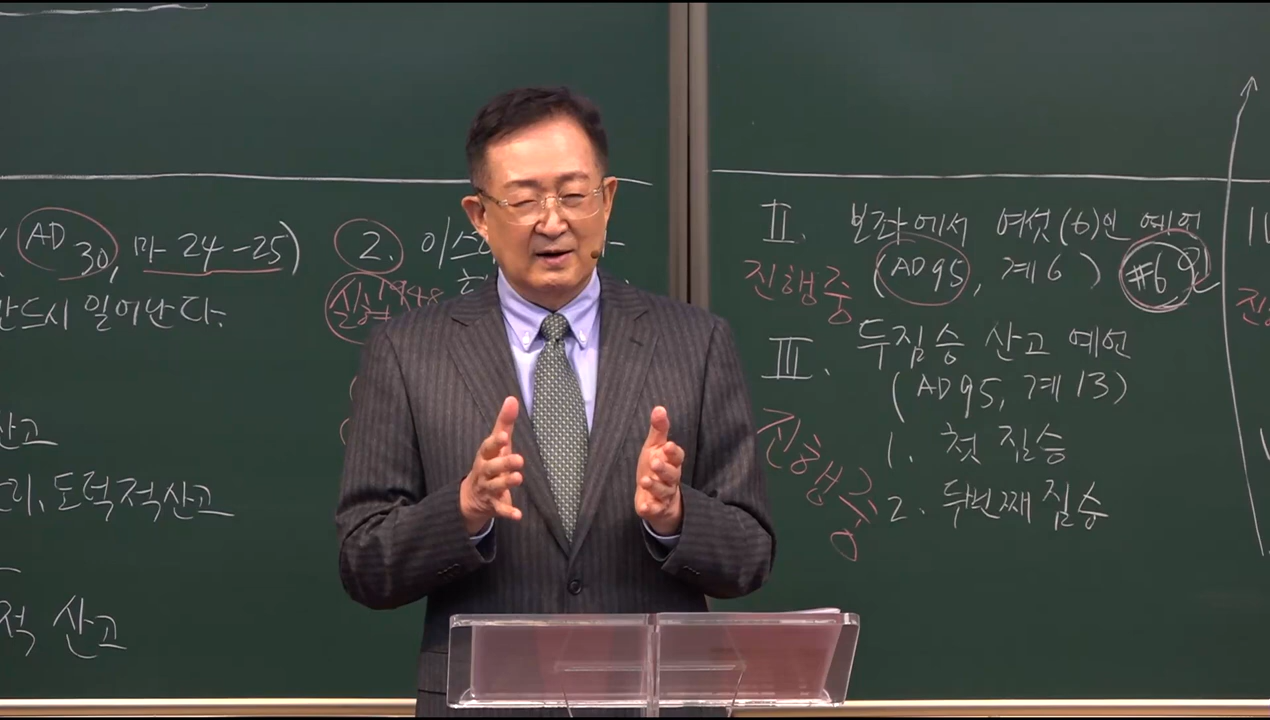 AD 30, 마 24-25)
반드시 일어난다.
산고
도덕적산고
적 산고
2. 이스
1948
II. 보좌에서 여섯(6)인 예언
진행중 (AD 95, 계 6) #6
III. 두짐승 산고 예언
(AD 95, 계 13)
진행중
1. 첫 짐승
2. 두번째 짐승